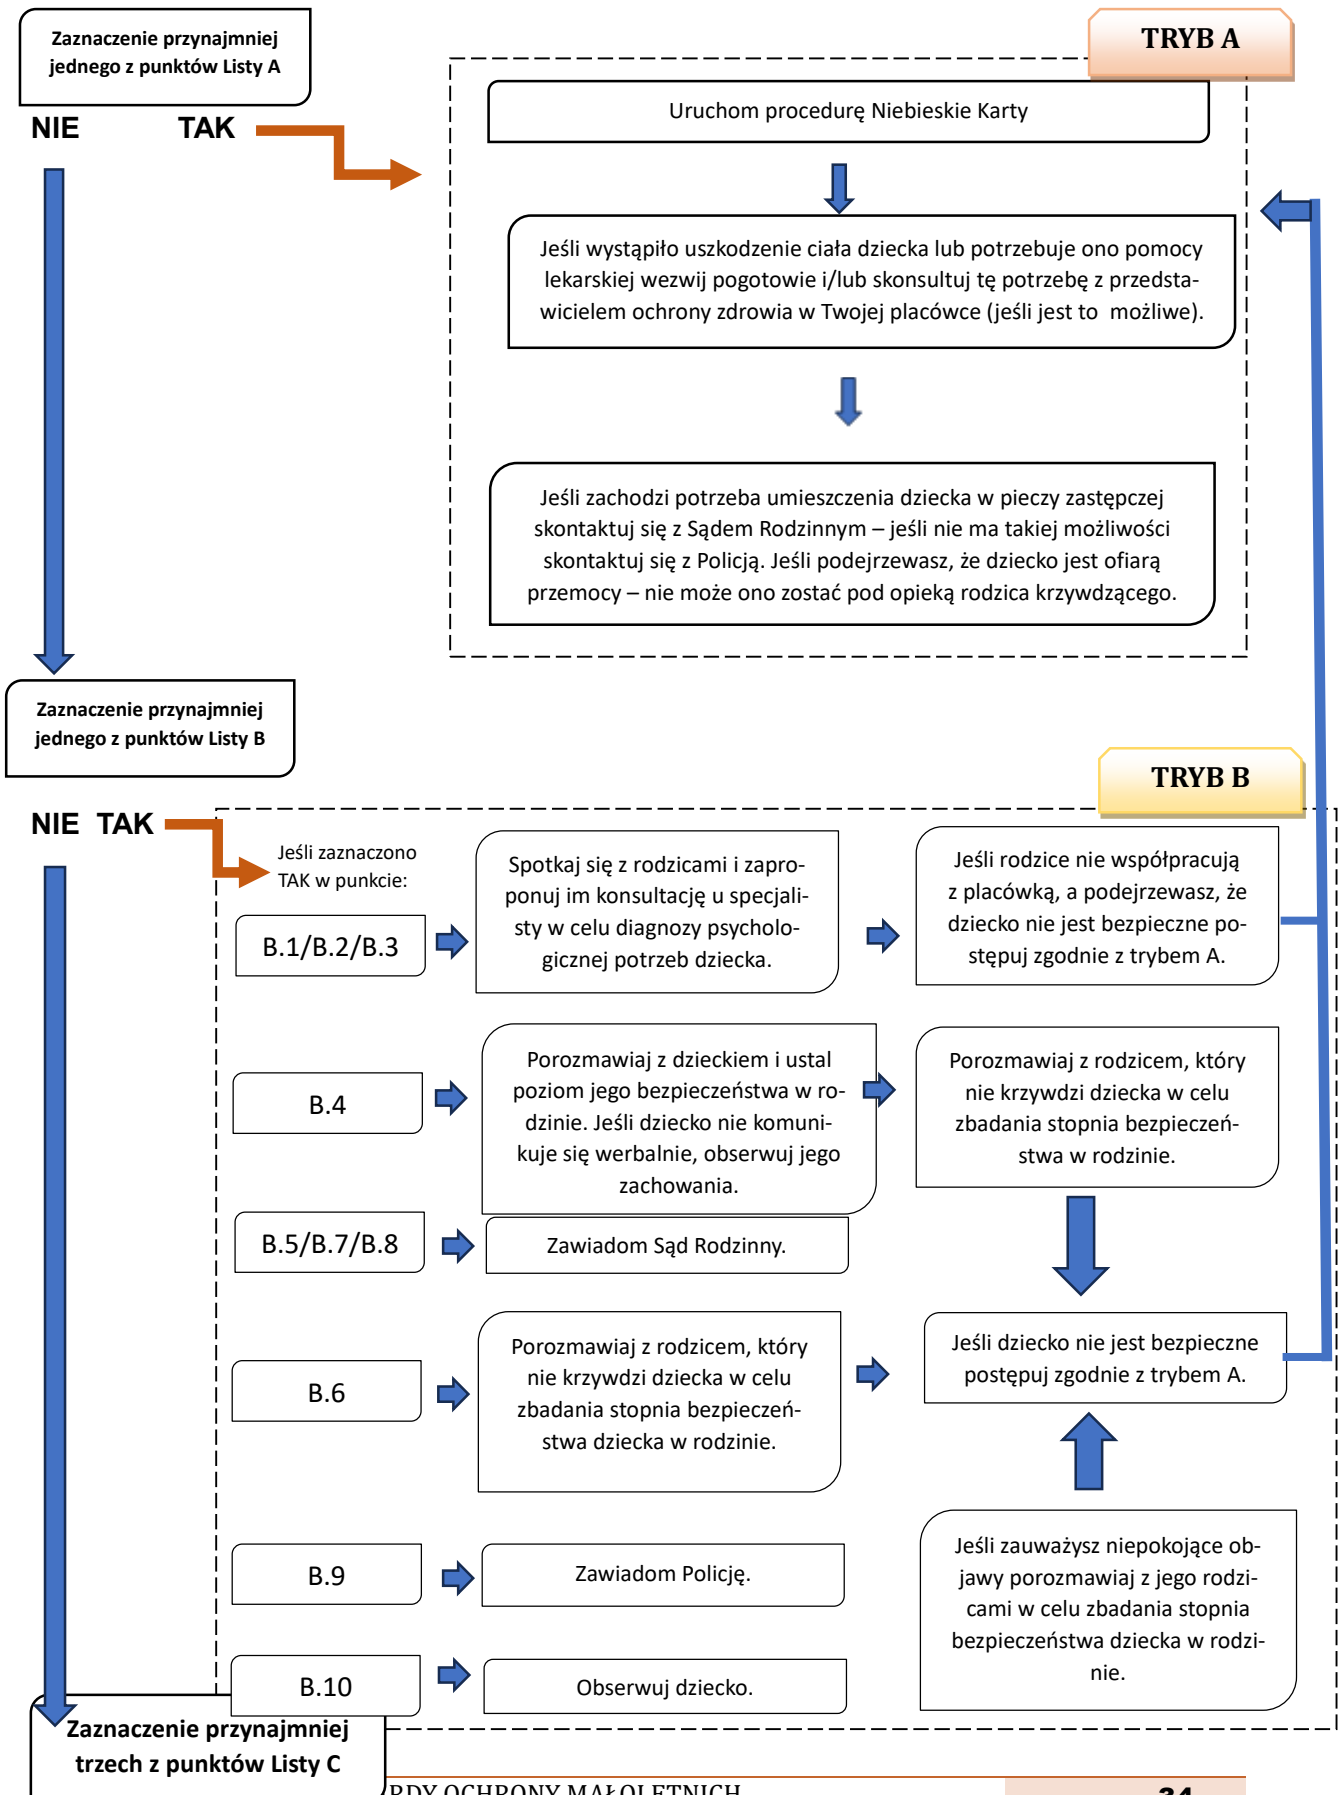 Zaznaczenie przynajmniej
jednego z punktów Listy A
NIE TAK
TRYB A
Uruchom procedurę Niebieskie Karty
Jeśli wystąpiło uszkodzenie ciała dziecka lub potrzebuje ono pomocy
lekarskiej wezwij pogotowie i/lub skonsultuj tę potrzebę z przedsta-
wicielem ochrony zdrowia w Twojej placówce (jeśli jest to możliwe).
Jeśli zachodzi potrzeba umieszczenia dziecka w pieczy zastępczej
skontaktuj się z Sądem Rodzinnym – jeśli nie ma takiej możliwości
skontaktuj się z Policją. Jeśli podejrzewasz, że dziecko jest ofiarą
przemocy – nie może ono zostać pod opieką rodzica krzywdzącego.
Zaznaczenie przynajmniej
jednego z punktów Listy B
NIE TAK
TRYB B
Jeśli zaznaczono
TAK w punkcie:
B.1/B.2/B.3
Spotkaj się z rodzicami i zapro-
ponuj im konsultację u specjali-
sty w celu diagnozy psycholo-
gicznej potrzeb dziecka.
Jeśli rodzice nie współpracują
z placówką, a podejrzewasz, że
dziecko nie jest bezpieczne po-
stępuj zgodnie z trybem A.
B.4
Porozmawiaj z dzieckiem i ustal
poziom jego bezpieczeństwa w ro-
dzinie. Jeśli dziecko nie komuni-
kuje się werbalnie, obserwuj jego
zachowania.
Porozmawiaj z rodzicem, który
nie krzywdzi dziecka w celu
zbadania stopnia bezpieczeń-
stwa w rodzinie.
B.5/B.7/B.8
Zawiadom Sąd Rodzinny.
B.6
Porozmawiaj z rodzicem, który
nie krzywdzi dziecka w celu
zbadania stopnia bezpieczeń-
stwa dziecka w rodzinie.
Jeśli dziecko nie jest bezpieczne
postępuj zgodnie z trybem A.
B.9
Zawiadom Policję.
Jeśli zauważysz niepokojące ob-
jawy porozmawiaj z jego rodzi-
cami w celu zbadania stopnia
bezpieczeństwa dziecka w rodzi-
nie.
B.10
Obserwuj dziecko.
Zaznaczenie przynajmniej
trzech z punktów Listy C
OCHRONY MAŁOLETNICH
34